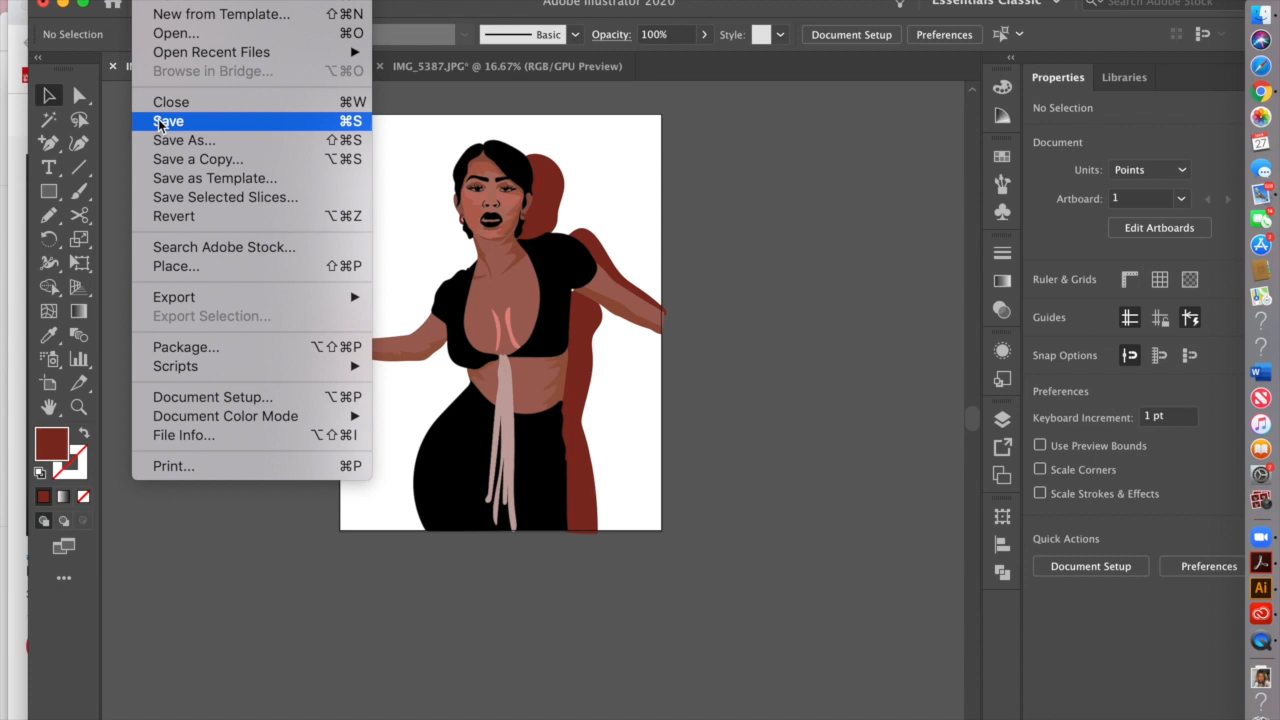 Adobe Illustrator 2020
Essentials Classic
Search Adobe Stock
No Selection
Basic
Opacity:
100%
Style:
Document Setup
Preferences
IMG_5387.JPG* @ 16.67% (RGB/GPU Preview)
New from Template... ⇧⌘N
Open... ⌘O
Open Recent Files
Browse in Bridge... ⌥⌘O
Close ⌘W
Save ⌘S
Save As... ⇧⌘S
Save a Copy... ⌥⌘S
Save as Template...
Save Selected Slices...
Revert ⌥⌘Z
Search Adobe Stock...
Place... ⇧⌘P
Export
Export Selection...
Package... ⌥⇧⌘P
Scripts
Document Setup... ⌥⌘P
Document Color Mode
File Info... ⌥⇧⌘I
Print... ⌘P
Properties
Libraries
No Selection
Document
Units: Points
Artboard: 1
Edit Artboards
Ruler & Grids
Guides
Snap Options
Preferences
Keyboard Increment: 1 pt
Use Preview Bounds
Scale Corners
Scale Strokes & Effects
Quick Actions
Document Setup
Preferences
27
W
Ai